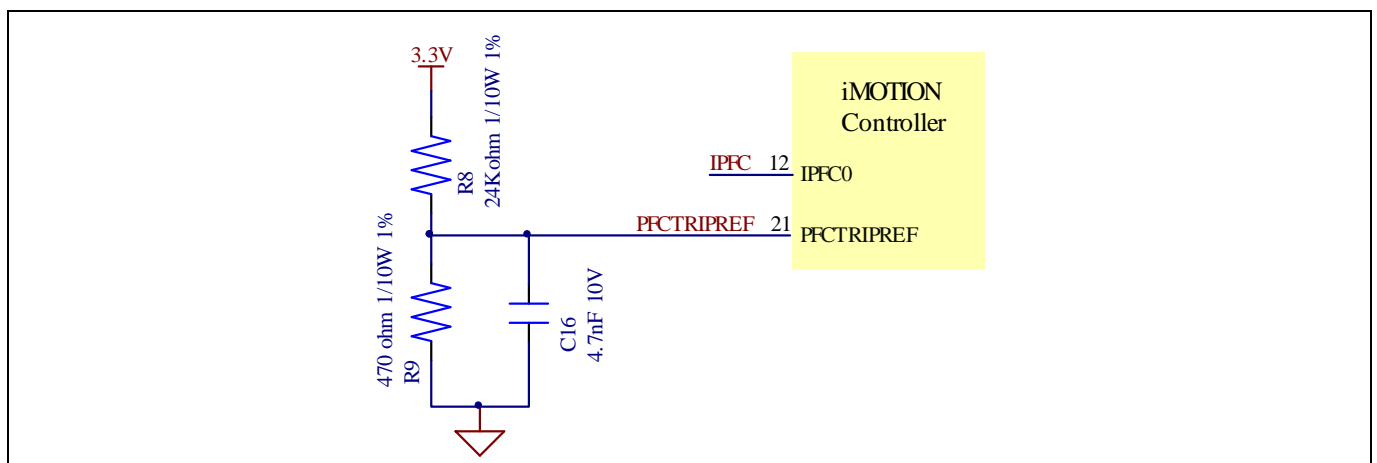 3.3V
R8
24Kohm 1/10W 1%
470 ohm 1/10W 1%
R9
C16
4.7nF 10V
iMOTION
Controller
IPFC 12 IPFC0
PFCTRIPREF 21 PFCTRIPREF